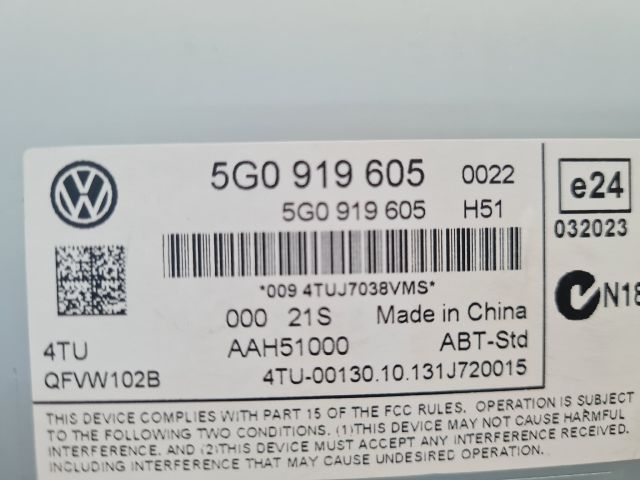 5G0 919 605 0022
5G0 919 605 H51
*009 4TUJ7038VMS*
000 21S Made in China
4TU AAH51000 ABT-Std
QFVW102B 4TU-00130.10.131J720015
e24
032023
N18
THIS DEVICE COMPLIES WITH PART 15 OF THE FCC RULES. OPERATION IS SUBJECT
TO THE FOLLOWING TWO CONDITIONS. (1)THIS DEVICE MAY NOT CAUSE HARMFUL
INTERFERENCE. AND (2)THIS DEVICE MUST ACCEPT ANY INTERFERENCE RECEIVED.
INCLUDING INTERFERENCE THAT MAY CAUSE UNDESIRED OPERATION.